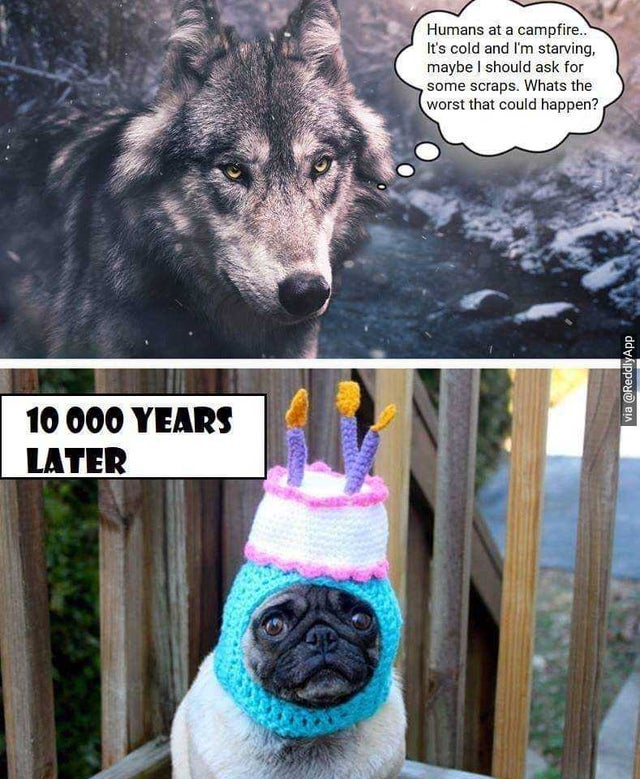 Humans at a campfire..
It's cold and I'm starving,
maybe I should ask for
some scraps. Whats the
worst that could happen?
via @ReddlyApp
10 000 YEARS
LATER